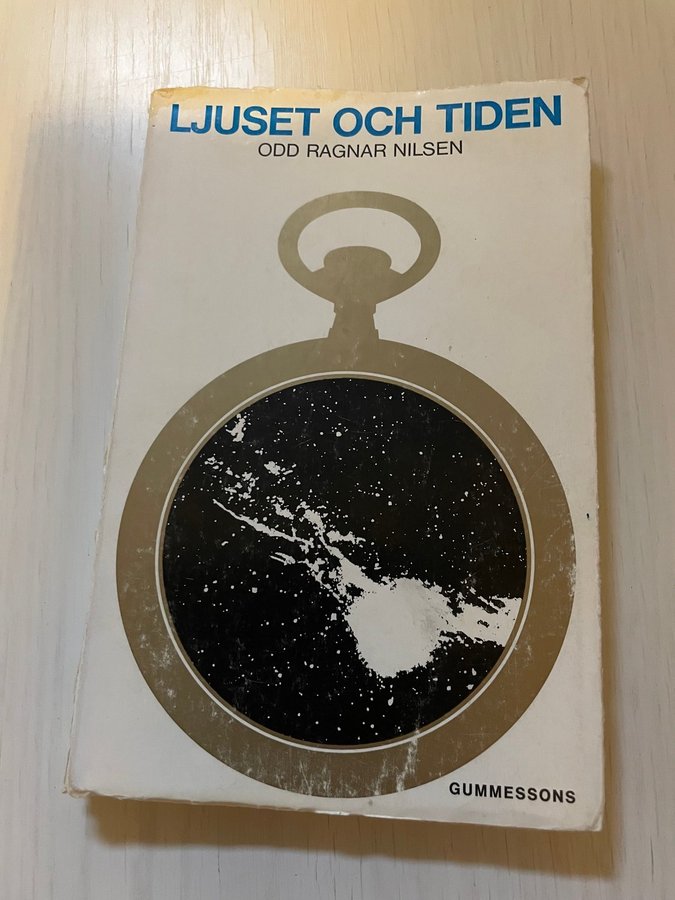 LJUSET OCH TIDEN
ODD RAGNAR NILSEN
GUMMESSONS